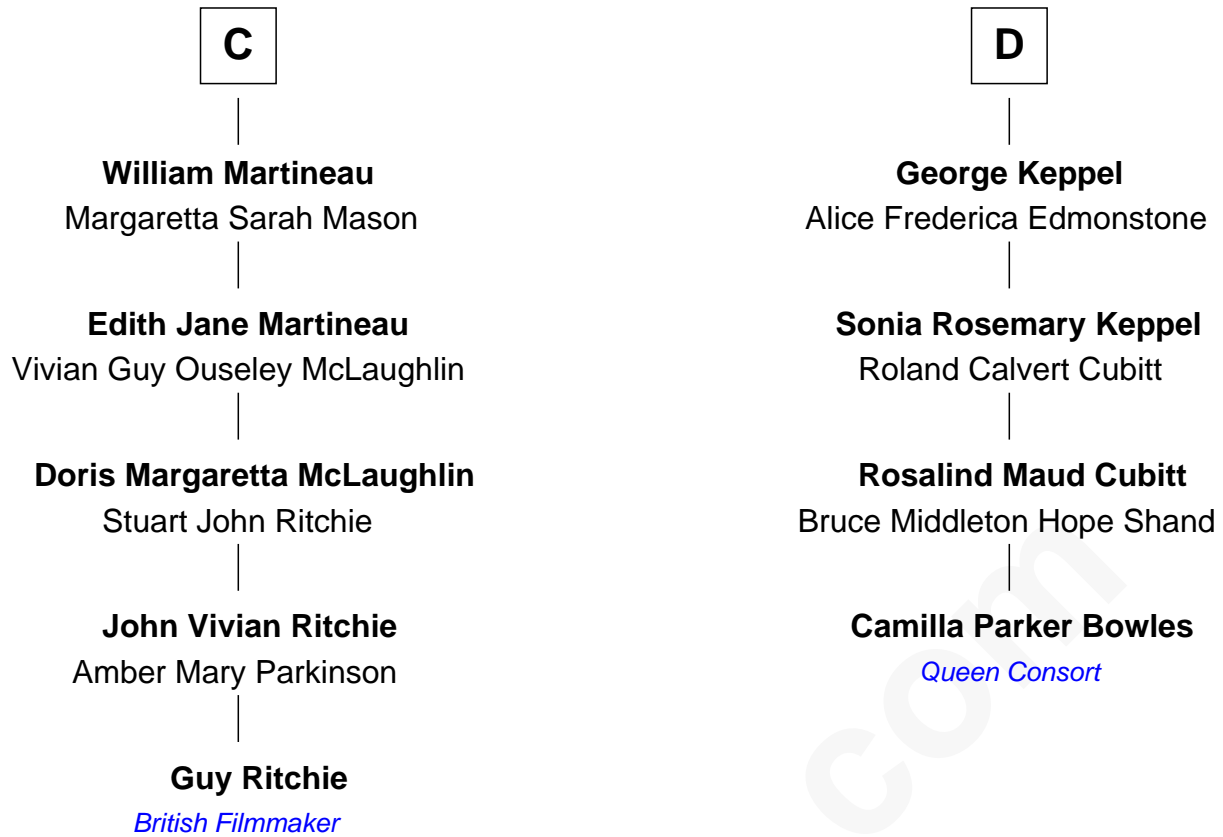 C
William Martineau
Margaretta Sarah Mason
Edith Jane Martineau
Vivian Guy Ouseley McLaughlin
Doris Margaretta McLaughlin
Stuart John Ritchie
John Vivian Ritchie
Amber Mary Parkinson
Guy Ritchie
British Filmmaker
D
George Keppel
Alice Frederica Edmonstone
Sonia Rosemary Keppel
Roland Calvert Cubitt
Rosalind Maud Cubitt
Bruce Middleton Hope Shand
Camilla Parker Bowles
Queen Consort
com